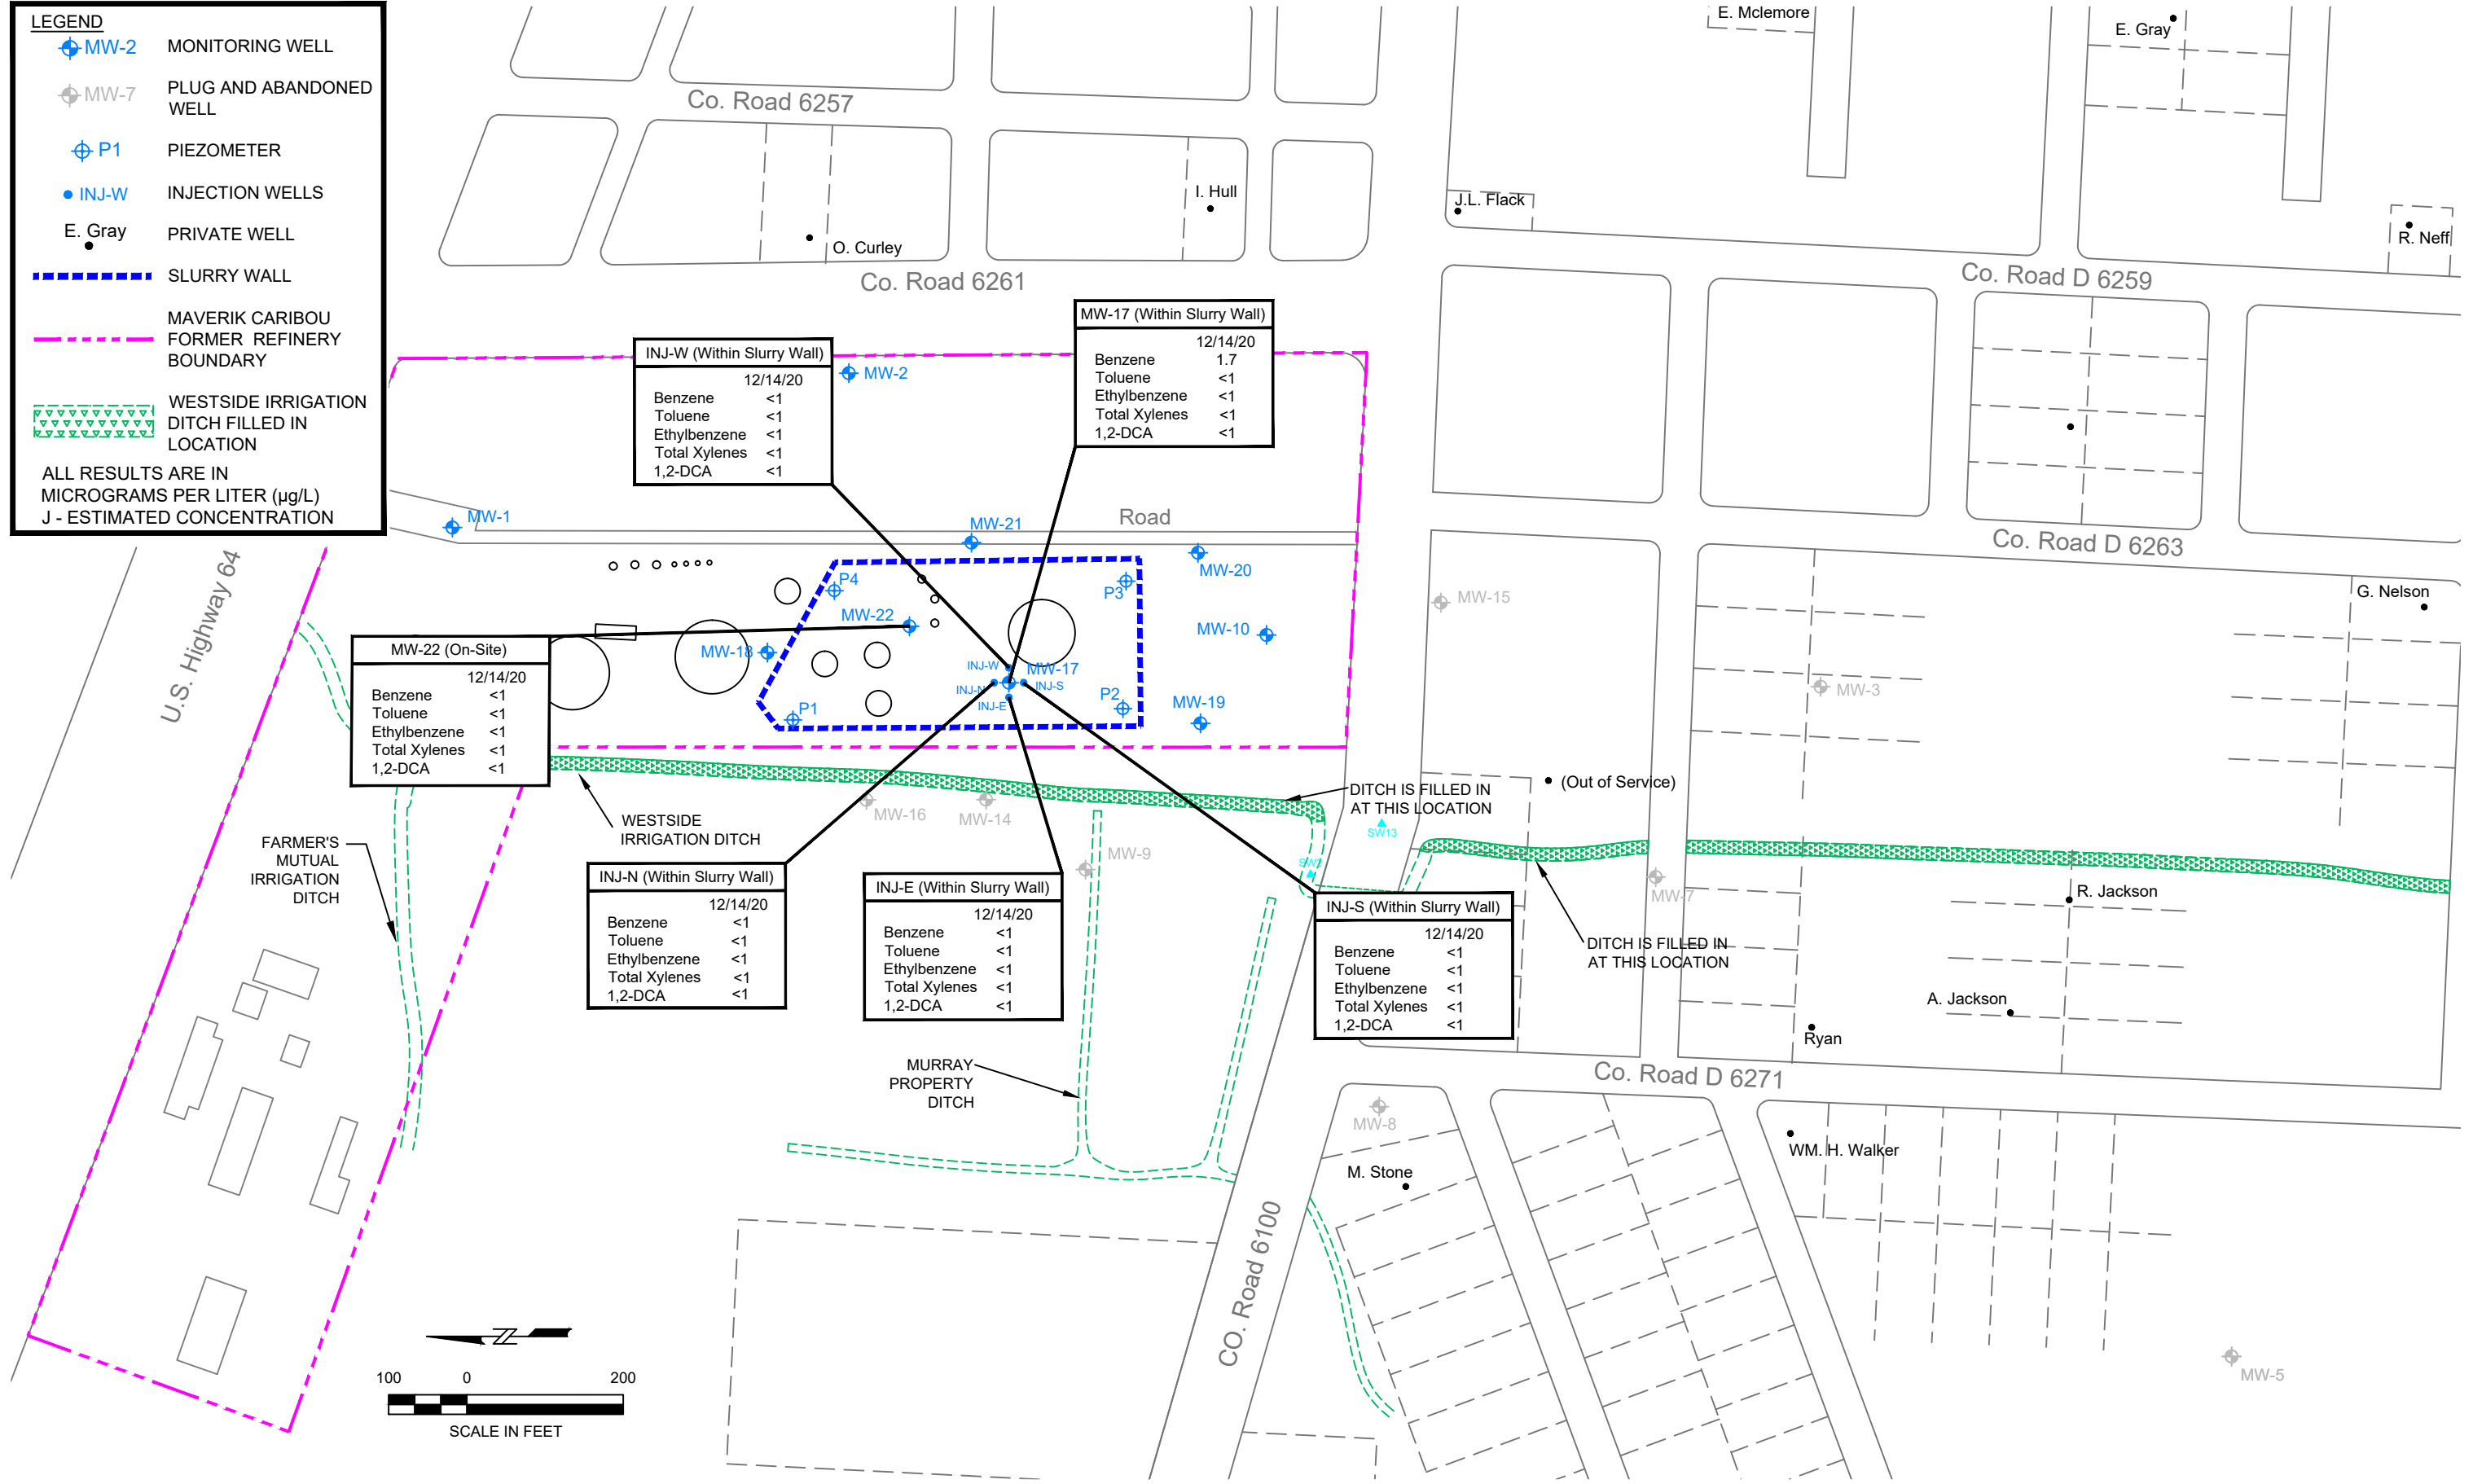 LEGEND
MW-2 MONITORING WELL
MW-7 PLUG AND ABANDONED
WELL
P1 PIEZOMETER
INJ-W INJECTION WELLS
E. Gray PRIVATE WELL
SLURRY WALL
MAVERIK CARIBOU
FORMER REFINERY
BOUNDARY
WESTSIDE IRRIGATION
DITCH FILLED IN
LOCATION
ALL RESULTS ARE IN
MICROGRAMS PER LITER (µg/L)
J - ESTIMATED CONCENTRATION
E. Mclemore
E. Gray
Co. Road 6257
I. Hull
J.L. Flack
O. Curley
R. Neff
Co. Road 6261
Co. Road D 6259
INJ-W (Within Slurry Wall)
12/14/20
Benzene <1
Toluene <1
Ethylbenzene <1
Total Xylenes <1
1,2-DCA <1
MW-17 (Within Slurry Wall)
12/14/20
Benzene 1.7
Toluene <1
Ethylbenzene <1
Total Xylenes <1
1,2-DCA <1
MW-2
MW-1
MW-21
Road
Co. Road D 6263
U.S. Highway 64
P4
MW-22
P3
MW-20
MW-15
G. Nelson
MW-10
MW-18
INJ-W
MW-17
INJ-N
INJ-S
INJ-E
P1
P2
MW-19
MW-3
MW-22 (On-Site)
12/14/20
Benzene <1
Toluene <1
Ethylbenzene <1
Total Xylenes <1
1,2-DCA <1
(Out of Service)
DITCH IS FILLED IN
AT THIS LOCATION
MW-16
MW-14
WESTSIDE
IRRIGATION DITCH
SW13
FARMER'S
MUTUAL
IRRIGATION
DITCH
MW-9
SW2
MW-7
R. Jackson
INJ-N (Within Slurry Wall)
12/14/20
Benzene <1
Toluene <1
Ethylbenzene <1
Total Xylenes <1
1,2-DCA <1
INJ-E (Within Slurry Wall)
12/14/20
Benzene <1
Toluene <1
Ethylbenzene <1
Total Xylenes <1
1,2-DCA <1
INJ-S (Within Slurry Wall)
12/14/20
Benzene <1
Toluene <1
Ethylbenzene <1
Total Xylenes <1
1,2-DCA <1
DITCH IS FILLED IN
AT THIS LOCATION
A. Jackson
Ryan
MURRAY
PROPERTY
DITCH
Co. Road D 6271
MW-8
WM. H. Walker
M. Stone
CO. Road 6100
MW-5
100 0 200
SCALE IN FEET